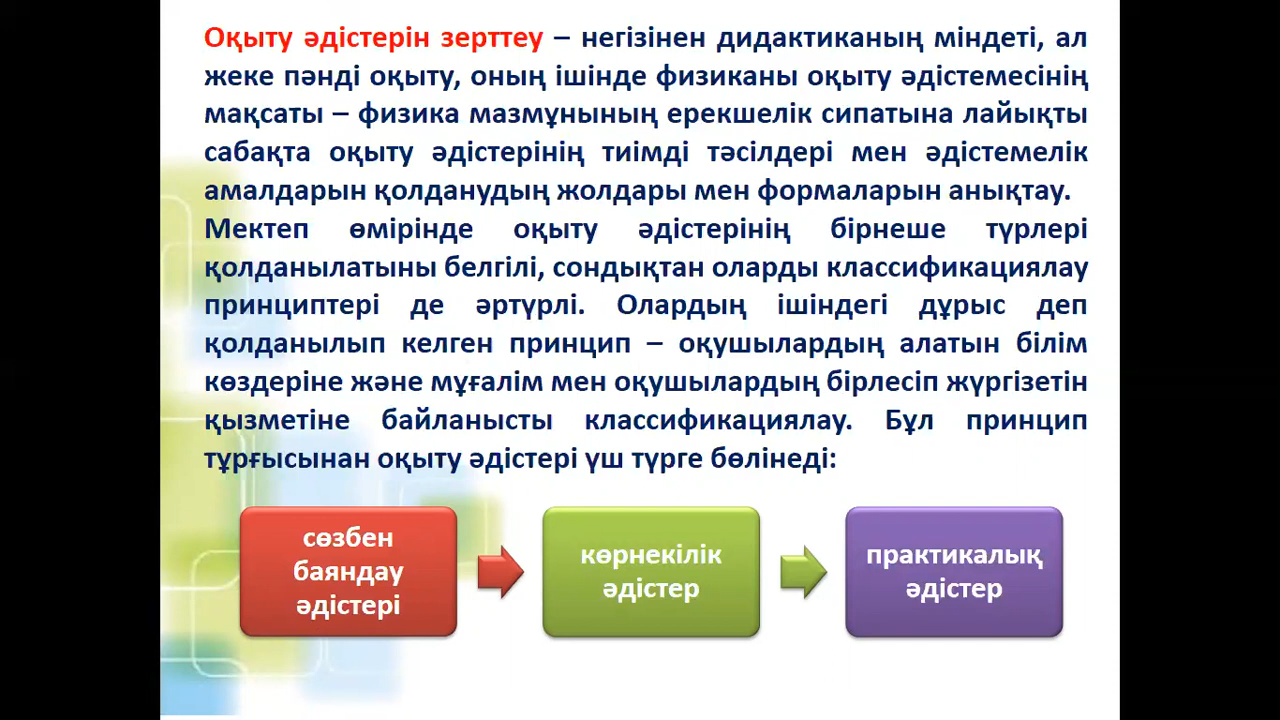 Оқыту әдістерін зерттеу – негізінен дидактиканың міндеті, ал
жеке пәнді оқыту, оның ішінде физиканы оқыту әдістемесінің
мақсаты – физика мазмұнының ерекшелік сипатына лайықты
сабақта оқыту әдістерінің тиімді тәсілдері мен әдістемелік
амалдарын қолданудың жолдары мен формаларын анықтау.
Мектеп өмірінде оқыту әдістерінің бірнеше түрлері
қолданылатыны белгілі, сондықтан оларды классификациялау
принциптері де әртүрлі. Олардың ішіндегі дұрыс деп
қолданылып келген принцип – оқушылардың алатын білім
көздеріне және мұғалім мен оқушылардың бірлесіп жүргізетін
қызметіне байланысты классификациялау. Бұл принцип
тұрғысынан оқыту әдістері үш түрге бөлінеді:
сөзбен
баяндау
әдістері
көрнекілік
әдістер
практикалық
әдістер